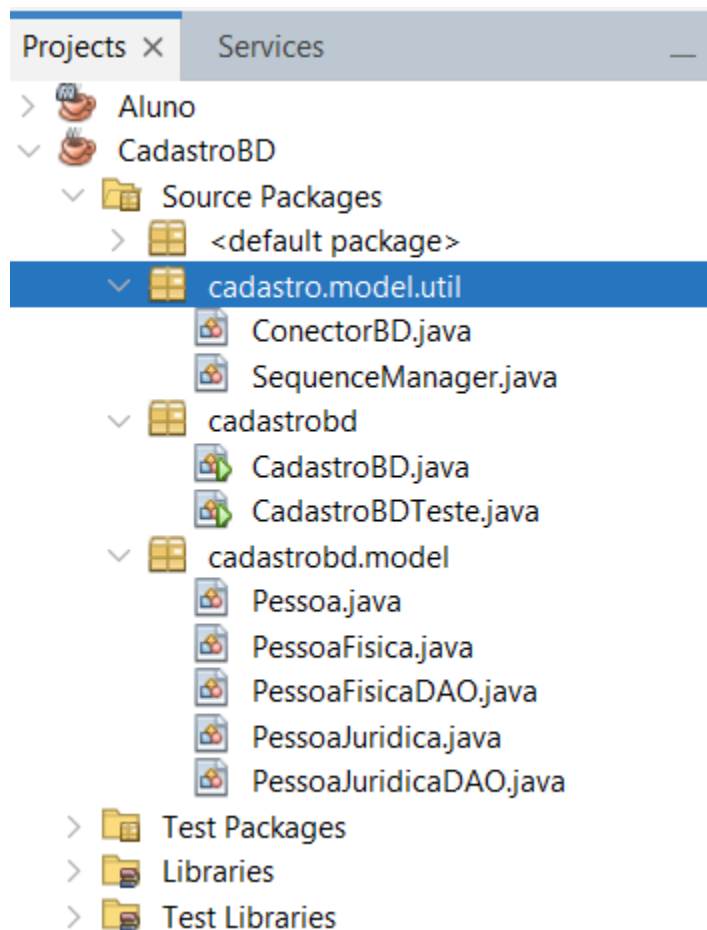 Projects × Services
Aluno
CadastroBD
Source Packages
<default package>
cadastro.model.util
ConectorBD.java
SequenceManager.java
cadastrobd
CadastroBD.java
CadastroBDTeste.java
cadastrobd.model
Pessoa.java
PessoaFisica.java
PessoaFisicaDAO.java
PessoaJuridica.java
PessoaJuridicaDAO.java
Test Packages
Libraries
Test Libraries